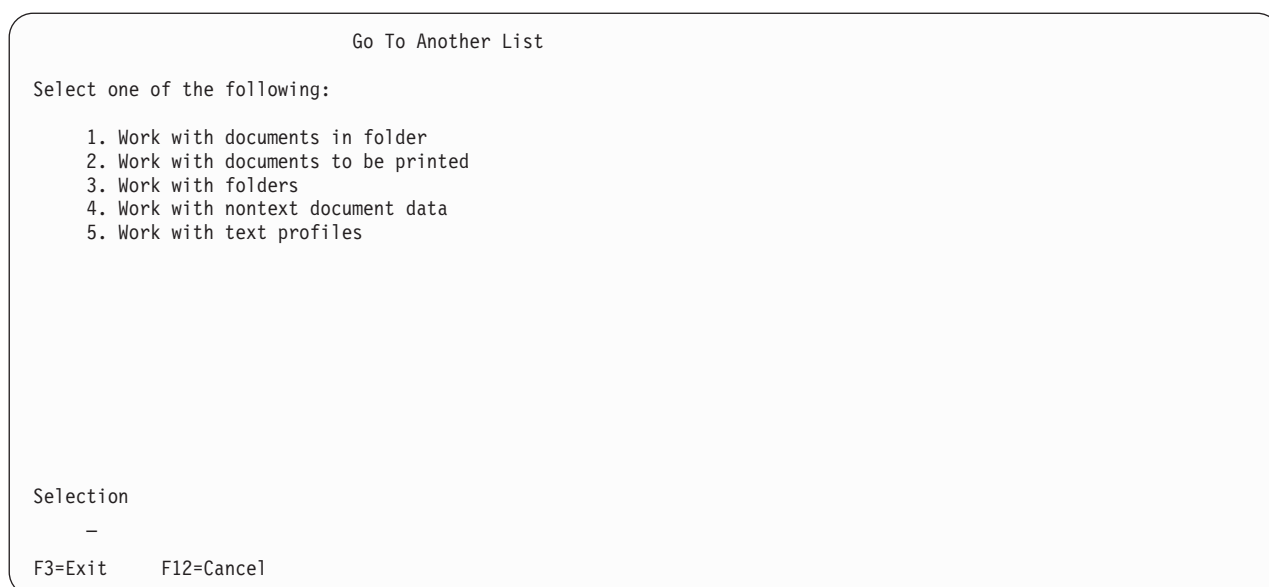 Go To Another List
Select one of the following:
1. Work with documents in folder
2. Work with documents to be printed
3. Work with folders
4. Work with nontext document data
5. Work with text profiles
Selection
_
F3=Exit F12=Cancel